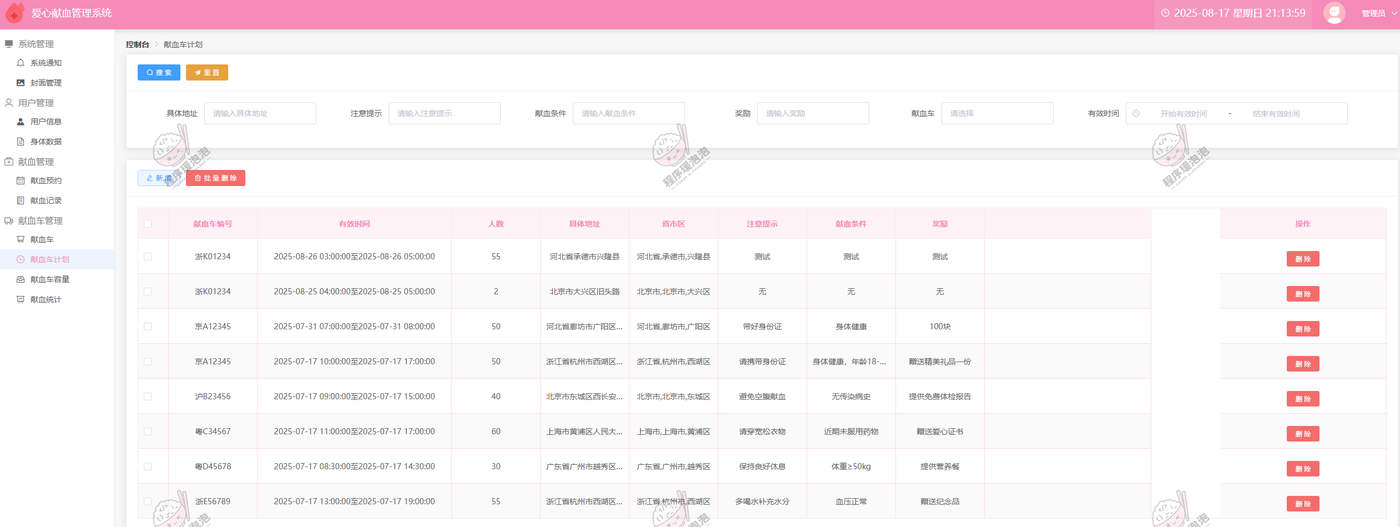 爱心献血管理系统
2025-08-17 星期日 21:13:59
管理员
系统管理
系统通知
封面管理
用户管理
用户信息
身体数据
献血管理
献血预约
献血记录
献血车管理
献血车
献血车计划
献血车容量
献血统计
控制台 > 献血车计划
搜索 重置
具体地址 请输入具体地址 注意提示 请输入注意提示 献血条件 请输入献血条件 奖励 请输入奖励 献血车 请选择 有效时间 开始有效时间 - 结束有效时间
新增 批量删除
献血车编号 有效时间 人数 具体地址 省市区 注意提示 献血条件 奖励 操作
浙K01234 2025-08-26 03:00:00至2025-08-26 05:00:00 55 河北省承德市兴隆县 河北省,承德市,兴隆县 测试 测试 测试 删除
浙K01234 2025-08-25 04:00:00至2025-08-25 05:00:00 2 北京市大兴区旧头路 北京市,北京市,大兴区 无 无 无 删除
京A12345 2025-07-31 07:00:00至2025-07-31 08:00:00 50 河北省廊坊市广阳区... 河北省,廊坊市,广阳区 带好身份证 身体健康 100块 删除
京A12345 2025-07-17 10:00:00至2025-07-17 17:00:00 50 浙江省杭州市西湖区... 浙江省,杭州市,西湖区 请携带身份证 身体健康，年龄18-... 赠送精美礼品一份 删除
沪B23456 2025-07-17 09:00:00至2025-07-17 15:00:00 40 北京市东城区西长安... 北京市,北京市,东城区 避免空腹献血 无传染病史 提供免费体检报告 删除
粤C34567 2025-07-17 11:00:00至2025-07-17 17:00:00 60 上海市黄浦区人民大... 上海市,上海市,黄浦区 请穿宽松衣物 近期未服用药物 赠送爱心证书 删除
粤D45678 2025-07-17 08:30:00至2025-07-17 14:30:00 30 广东省广州市越秀区... 广东省,广州市,越秀区 保持良好休息 体重≥50kg 提供营养餐 删除
浙E56789 2025-07-17 13:00:00至2025-07-17 19:00:00 55 浙江省杭州市西湖区... 浙江省,杭州市,西湖区 多喝水补充水分 血压正常 赠送纪念品 删除
程序瑗泡泡
程序瑗泡泡
程序瑗泡泡